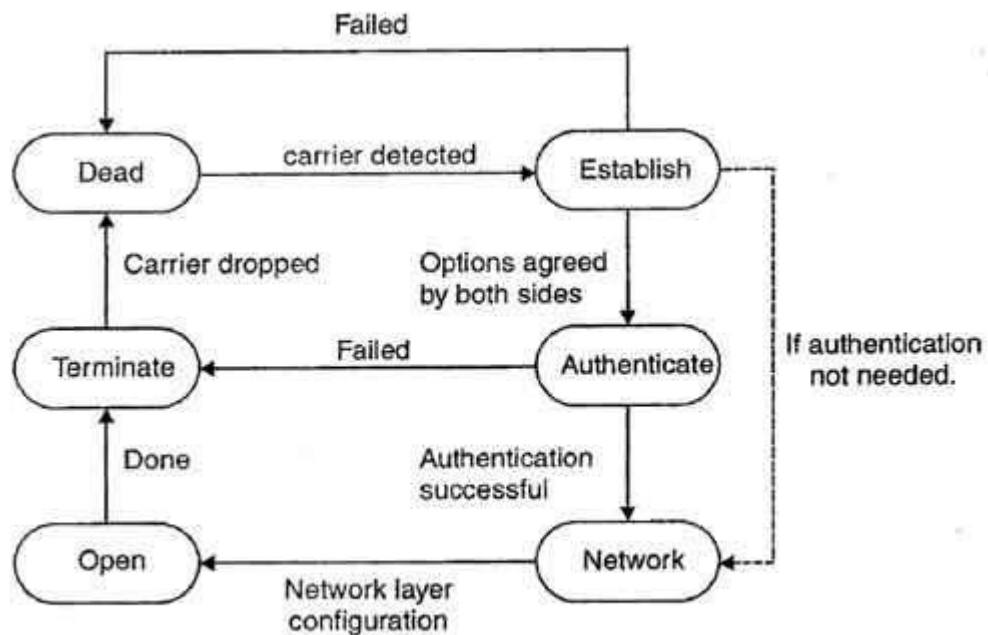 Failed
Dead
carrier detected
Establish
Carrier dropped
Options agreed
by both sides
Terminate
Failed
Authenticate
If authentication
not needed.
Done
Authentication
successful
Open
Network layer
configuration
Network